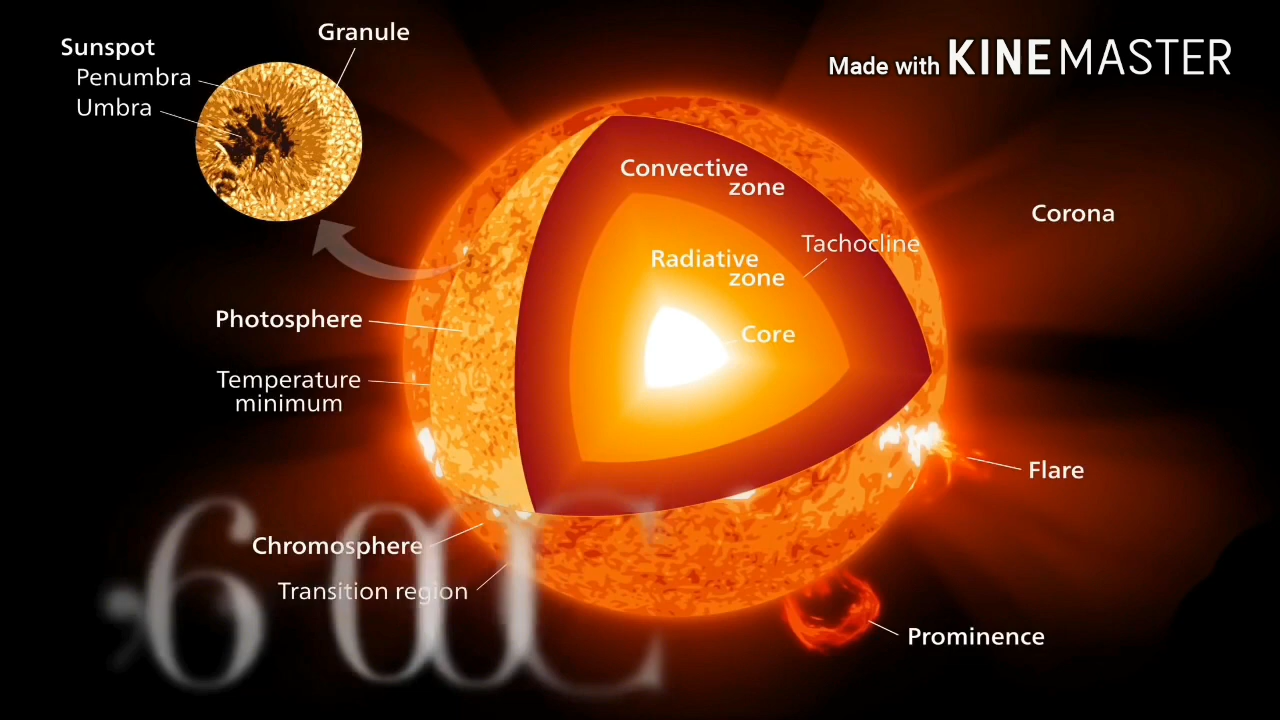 Granule
Sunspot
Penumbra
Umbra
Made with KINEMASTER
Convective
zone
Corona
Tachocline
Radiative
zone
Photosphere
Core
Temperature
minimum
Flare
Chromosphere
Transition region
Prominence